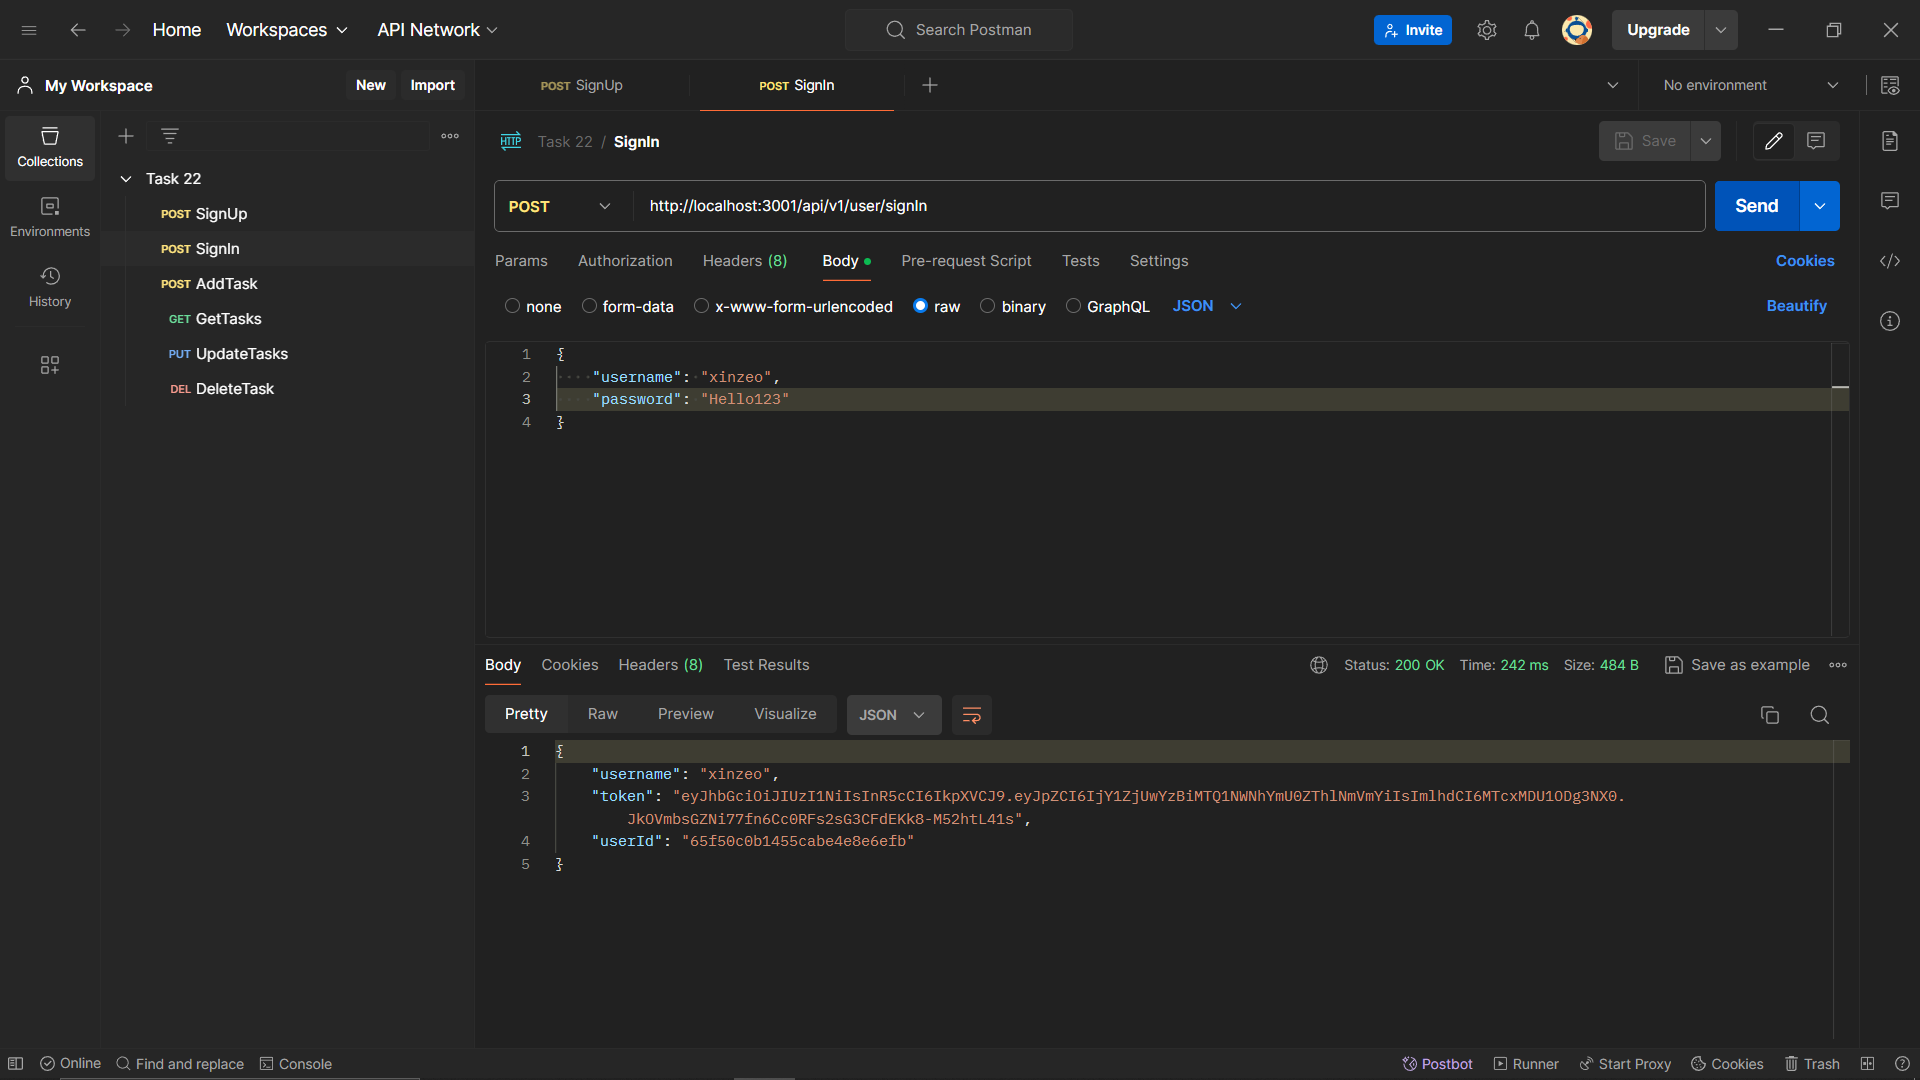 Home Workspaces API Network Search Postman Invite Upgrade
My Workspace New Import POST SignUp POST SignIn No environment
Collections
Environments
History
Task 22
POST SignUp
POST SignIn
POST AddTask
GET GetTasks
PUT UpdateTasks
DEL DeleteTask
HTTP Task 22 / SignIn Save
POST http://localhost:3001/api/v1/user/signIn Send
Params Authorization Headers (8) Body Pre-request Script Tests Settings Cookies
none form-data x-www-form-urlencoded raw binary GraphQL JSON Beautify
1 {
2 "username": "xinzeo",
3 "password": "Hello123"
4 }
Body Cookies Headers (8) Test Results Status: 200 OK Time: 242 ms Size: 484 B Save as example
Pretty Raw Preview Visualize JSON
1 {
2 "username": "xinzeo",
3 "token": "eyJhbGciOiJIUzI1NiIsInR5cCI6IkpXVCJ9.eyJpZCI6IjY1ZjUwYzBiMTQ1NWNhYmU0ZThlNmVmYiIsImlhdCI6MTcxMDU1ODg3NX0.
JkOVmbsGZNi77fn6Cc0RFs2sG3CFdEKk8-M52htL41s",
4 "userId": "65f50c0b1455cabe4e8e6efb"
5 }
Online Find and replace Console Postbot Runner Start Proxy Cookies Trash